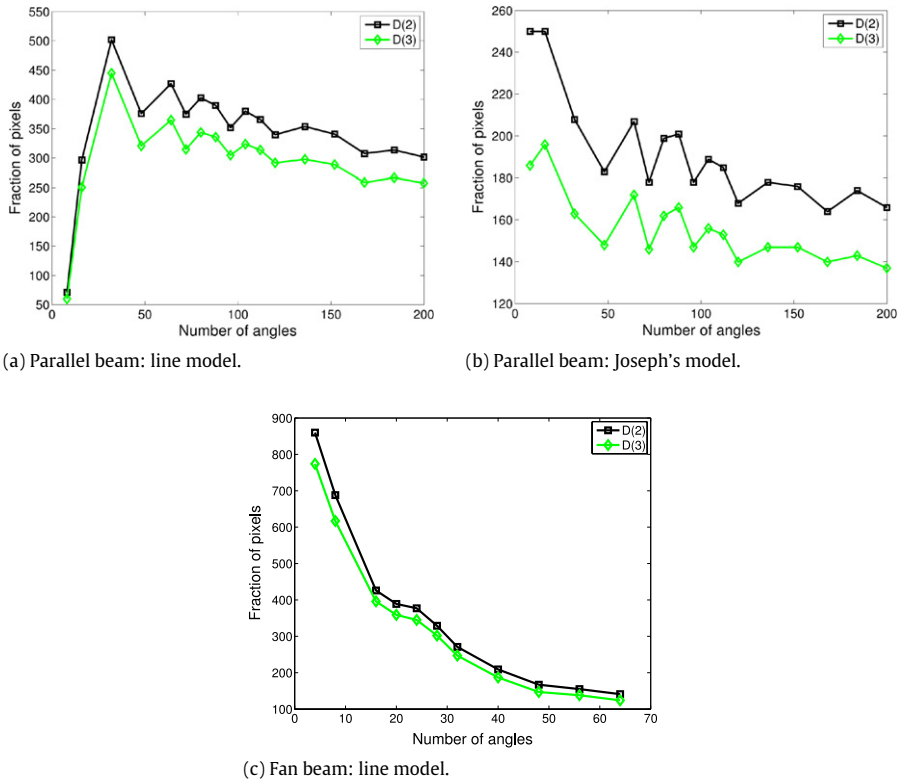 D(2)
D(3)
Fraction of pixels
550
500
450
400
350
300
250
200
150
100
50
0 50 100 150 200
Number of angles
(a) Parallel beam: line model.
D(2)
D(3)
Fraction of pixels
260
240
220
200
180
160
140
120
0 50 100 150 200
Number of angles
(b) Parallel beam: Joseph's model.
D(2)
D(3)
Fraction of pixels
900
800
700
600
500
400
300
200
100
0 10 20 30 40 50 60 70
Number of angles
(c) Fan beam: line model.